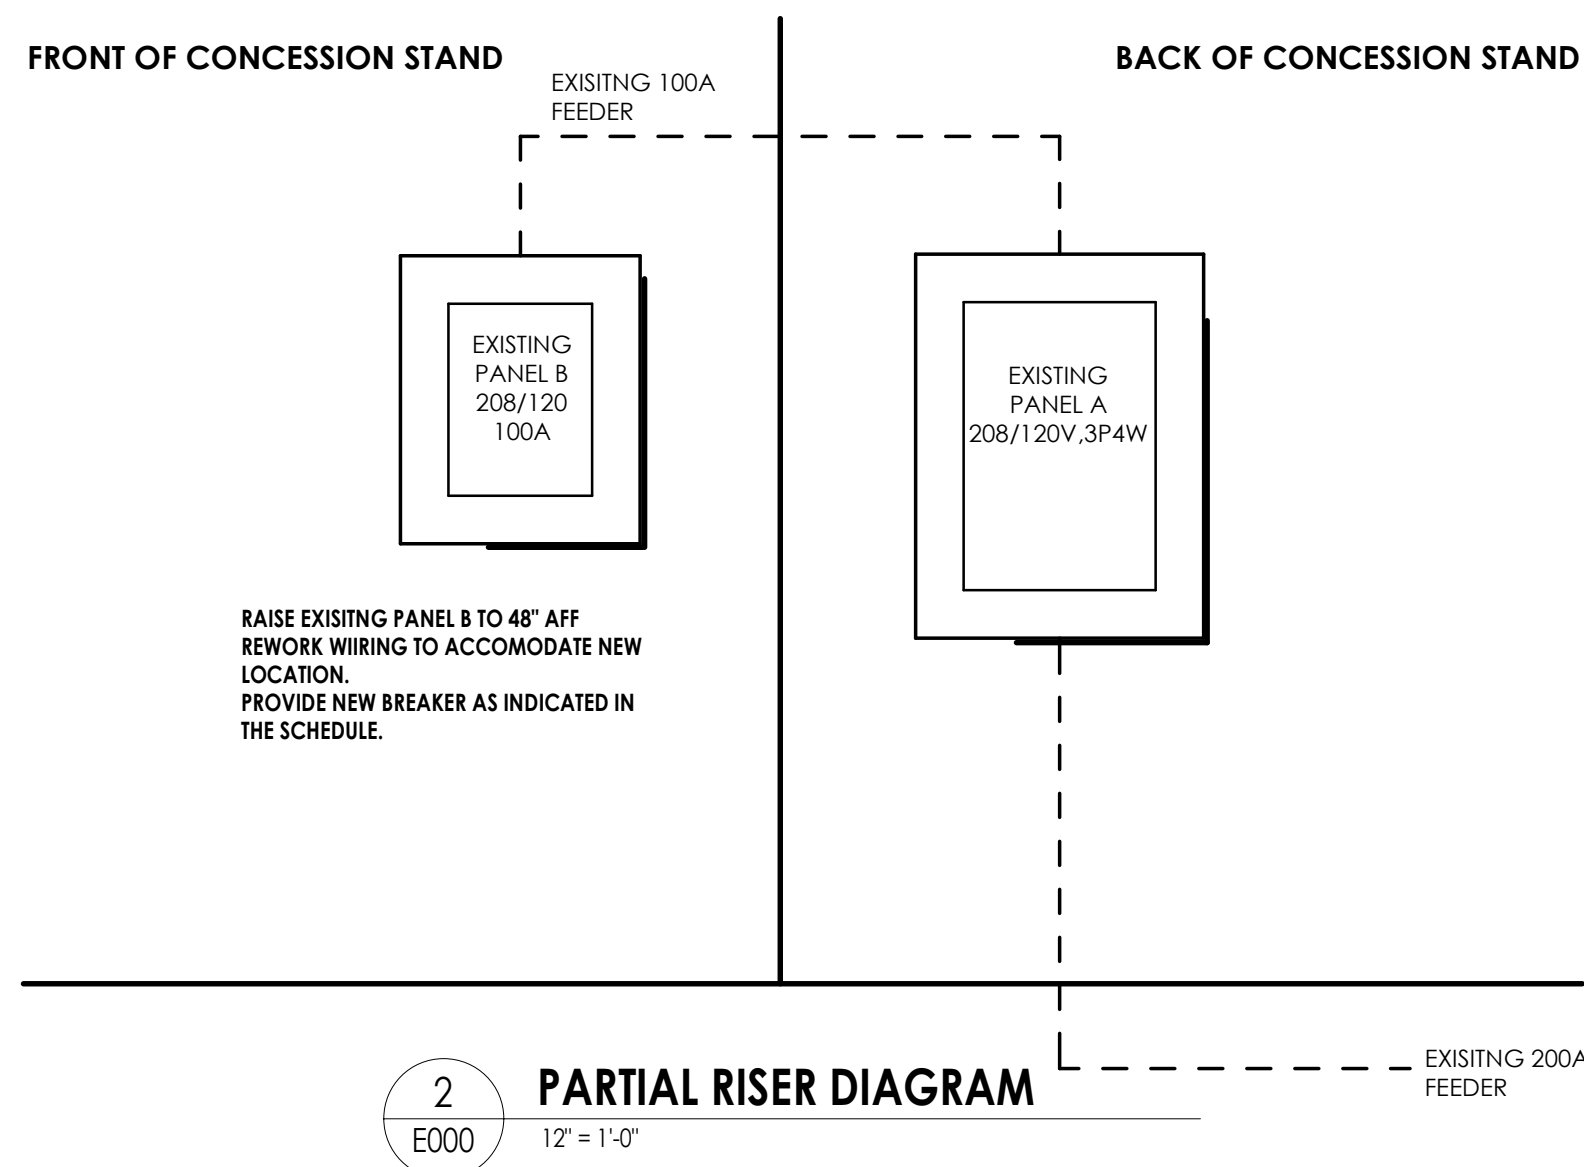 FRONT OF CONCESSION STAND
BACK OF CONCESSION STAND
EXISITNG 100A
FEEDER
EXISTING
PANEL B
208/120
100A
EXISTING
PANEL A
208/120V,3P4W
RAISE EXISITNG PANEL B TO 48" AFF
REWORK WIIRING TO ACCOMODATE NEW
LOCATION.
PROVIDE NEW BREAKER AS INDICATED IN
THE SCHEDULE.
EXISITNG 200A
FEEDER
2
E000
PARTIAL RISER DIAGRAM
12" = 1'-0"